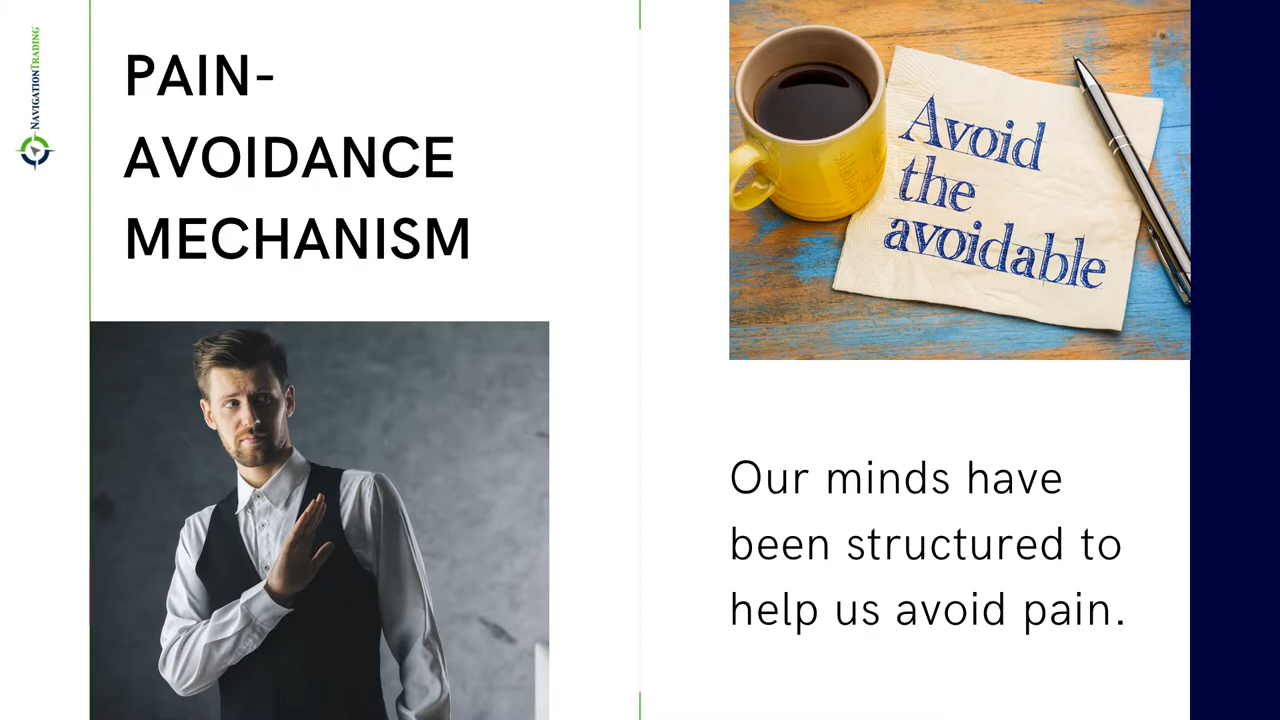 NAVIGATIONTRADING
PAIN-
AVOIDANCE
MECHANISM
Avoid
the
avoidable
Our minds have
been structured to
help us avoid pain.